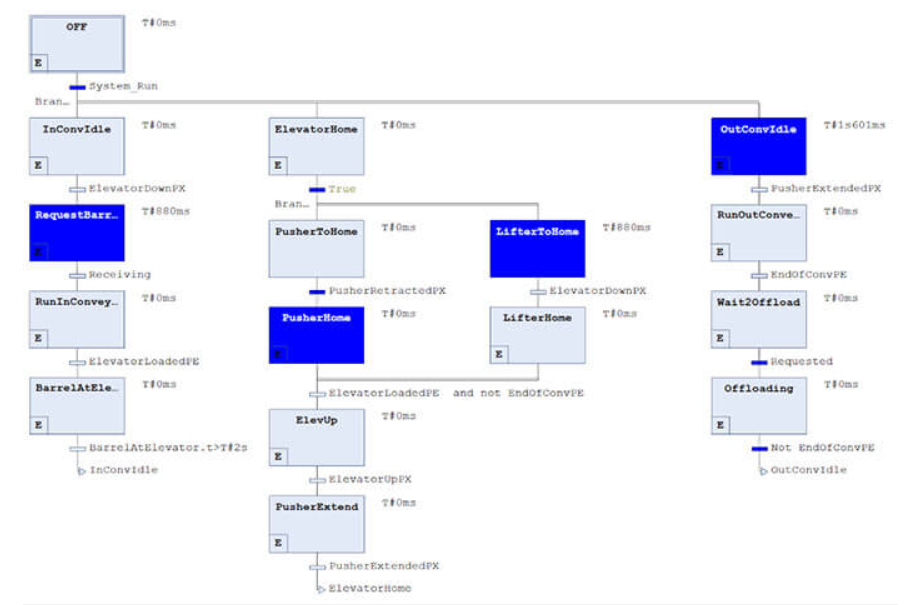 OFF T#0ms
E
System_Run
Bran…
InConvIdle T#0ms
E
ElevatorDownPX
RequestBarr… T#880ms
E
Receiving
RunInConvey… T#0ms
E
ElevatorLoadedPE
BarrelAtEle… T#0ms
E
BarrelAtElevator.t>T#2s
InConvIdle
ElevatorHome T#0ms
E
True
Bran…
PusherToHome T#0ms
PusherRetractedPX
PusherHome T#0ms
E
LifterToHome T#880ms
ElevatorDownPX
LifterHome T#0ms
E
ElevatorLoadedPE and not EndOfConvPE
ElevUp T#0ms
E
ElevatorUpPX
PusherExtend T#0ms
E
PusherExtendedPX
ElevatorHome
OutConvIdle T#1s601ms
E
PusherExtendedPX
RunOutConve… T#0ms
E
EndOfConvPE
Wait2Offload T#0ms
E
Requested
Offloading T#0ms
E
Not EndOfConvPE
OutConvIdle